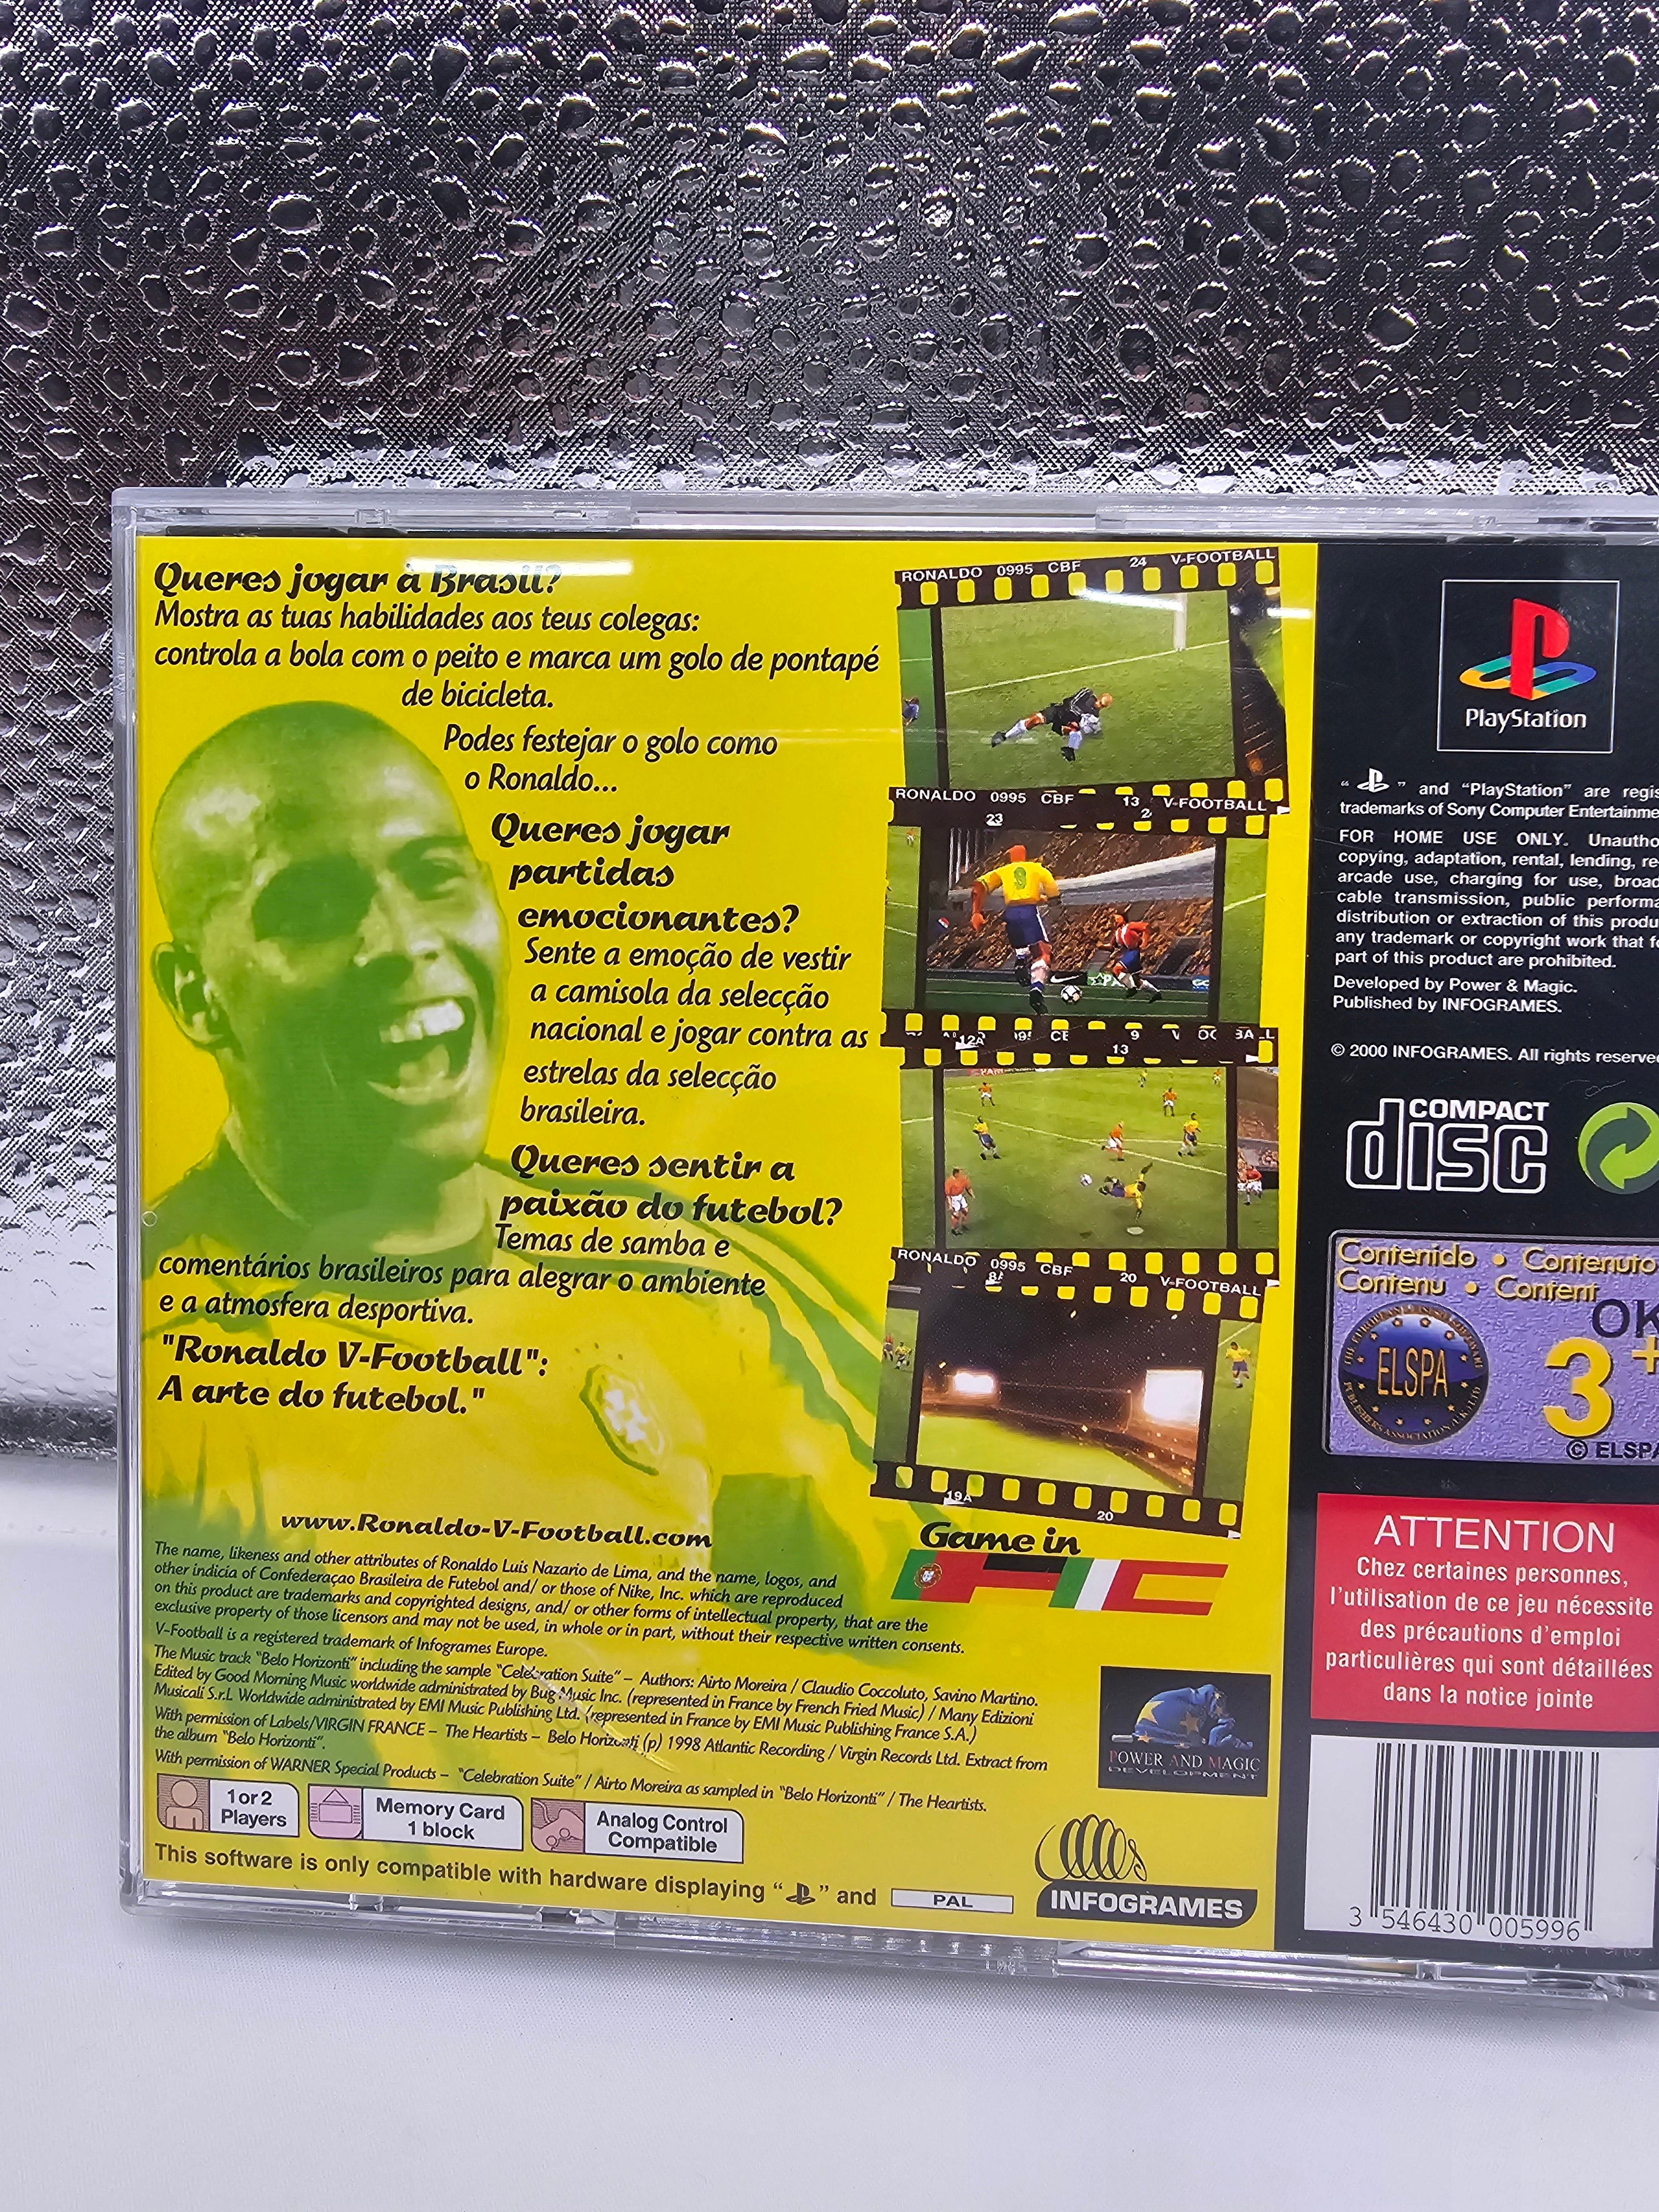 Queres jogar à Brasil?
Mostra as tuas habilidades aos teus colegas:
controla a bola com o peito e marca um golo de pontapé
de bicicleta.
Podes festejar o golo como
o Ronaldo...
Queres jogar
partidas
emocionantes?
Sente a emoção de vestir
a camisola da selecção
nacional e jogar contra as
estrelas da selecção
brasileira.
Queres sentir a
paixão do futebol?
Temas de samba e
comentários brasileiros para alegrar o ambiente
e a atmosfera desportiva.
"Ronaldo V-Football":
A arte do futebol."
www.Ronaldo-V-Football.com
The name, likeness and other attributes of Ronaldo Luis Nazario de Lima, and the name, logos, and
other indicia of Confederaçao Brasileira de Futebol and/ or those of Nike, Inc. which are reproduced
on this product are trademarks and copyrighted designs, and/ or other forms of intellectual property, that are the
exclusive property of those licensors and may not be used, in whole or in part, without their respective written consents.
V-Football is a registered trademark of Infogrames Europe.
The Music track "Belo Horizonti" including the sample "Celebration Suite" – Authors: Airto Moreira / Claudio Coccoluto, Savino Martino.
Edited by Good Morning Music worldwide administrated by Bug Music Inc. (represented in France by French Fried Music) / Many Edizioni
Musicali S.r.L Worldwide administrated by EMI Music Publishing Ltd. (represented in France by EMI Music Publishing France S.A.)
With permission of Labels/VIRGIN FRANCE – The Heartists – Belo Horizonti (p) 1998 Atlantic Recording / Virgin Records Ltd. Extract from
the album "Belo Horizonti".
With permission of WARNER Special Products – "Celebration Suite" / Airto Moreira as sampled in "Belo Horizonti" / The Heartists.
1 or 2
Players
Memory Card
1 block
Analog Control
Compatible
This software is only compatible with hardware displaying " " and PAL
RONALDO 0995 CBF 24 V-FOOTBALL
RONALDO 0995 CBF 13 V-FOOTBALL
23
9
12A
13
RONALDO 0995 CBF 20 V-FOOTBALL
19A
20
Game in
POWER AND MAGIC
DEVELOPMENT
INFOGRAMES
PlayStation
" " and "PlayStation" are regis
trademarks of Sony Computer Entertainme
FOR HOME USE ONLY. Unautho
copying, adaptation, rental, lending, re-
arcade use, charging for use, broad
cable transmission, public performa
distribution or extraction of this produ
any trademark or copyright work that fo
part of this product are prohibited.
Developed by Power & Magic.
Published by INFOGRAMES.
© 2000 INFOGRAMES. All rights reserve
COMPACT
disc
Contenido • Contenuto
Contenu • Content
OK
3+
ELSPA
© ELSPA
ATTENTION
Chez certaines personnes,
l'utilisation de ce jeu nécessite
des précautions d'emploi
particulières qui sont détaillées
dans la notice jointe
3 546430 005996